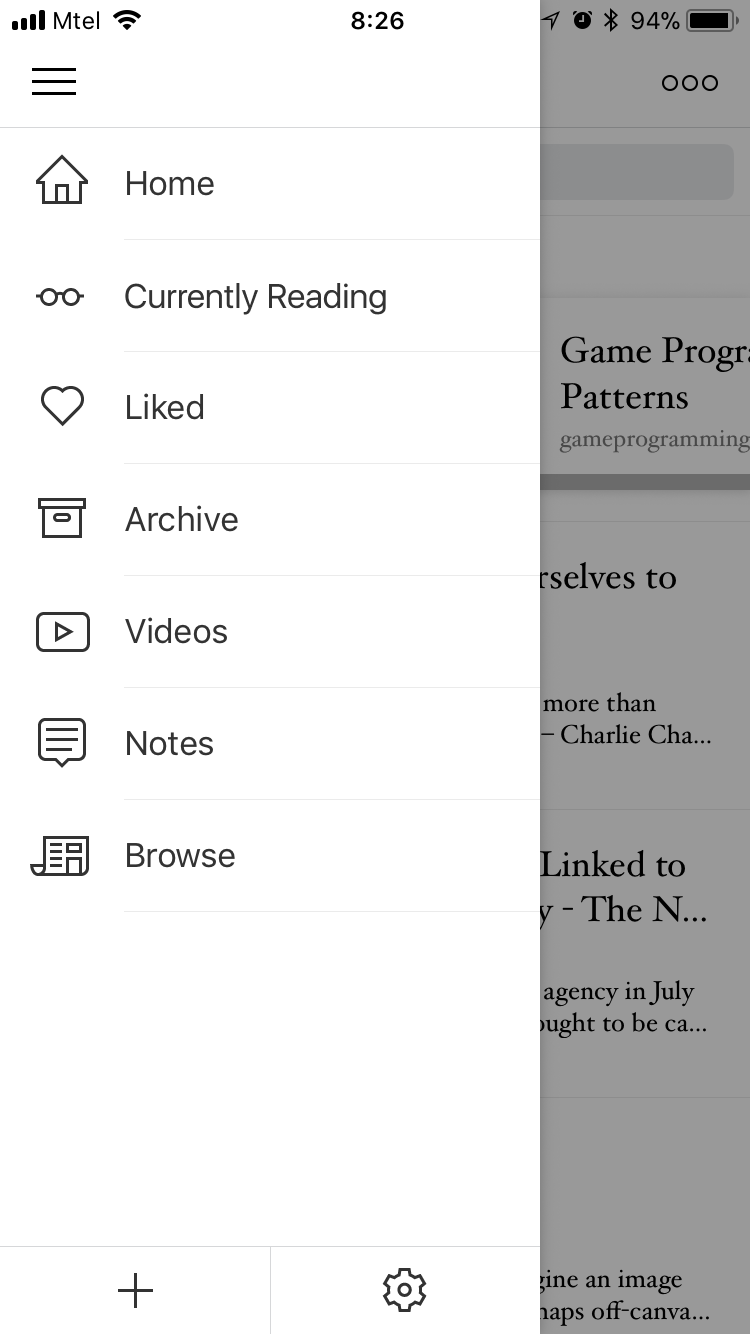 Mtel 8:26 94%
Home
Currently Reading
Liked
Archive
Videos
Notes
Browse
Game Progra
Patterns
gameprogramming
rselves to
more than
– Charlie Cha...
Linked to
y - The N...
agency in July
ought to be ca...
gine an image
haps off-canva...